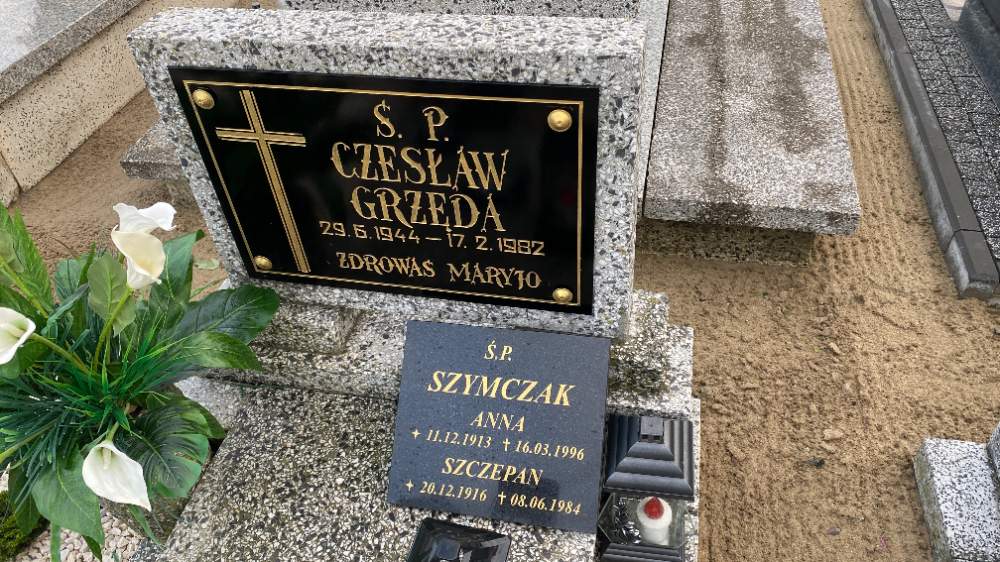 Ś. P.
CZESŁAW
GRZĘDA
29.6.1944 – 17.2.1982
ZDROWAŚ MARYJO
Ś.P.
SZYMCZAK
ANNA
+ 11.12.1913 † 16.03.1996
SZCZEPAN
+ 20.12.1916 † 08.06.1984